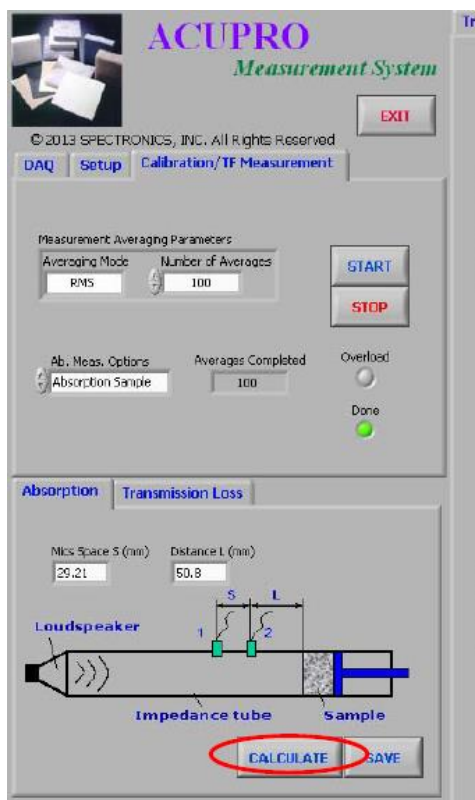 ACUPRO
Measurement System
Tr
EXIT
©2013 SPECTRONICS, INC. All Rights Reserved
DAQ Setup Calibration/TF Measurement
Measurement Averaging Parameters
Averaging Mode Number of Averages
RMS 100
START
STOP
Ab. Meas. Options Averages Completed Overload
Absorption Sample 100
Done
Absorption Transmission Loss
Mics Space S (mm) Distance L (mm)
29.21 50.8
S L
Loudspeaker 1 2
Impedance tube Sample
CALCULATE SAVE